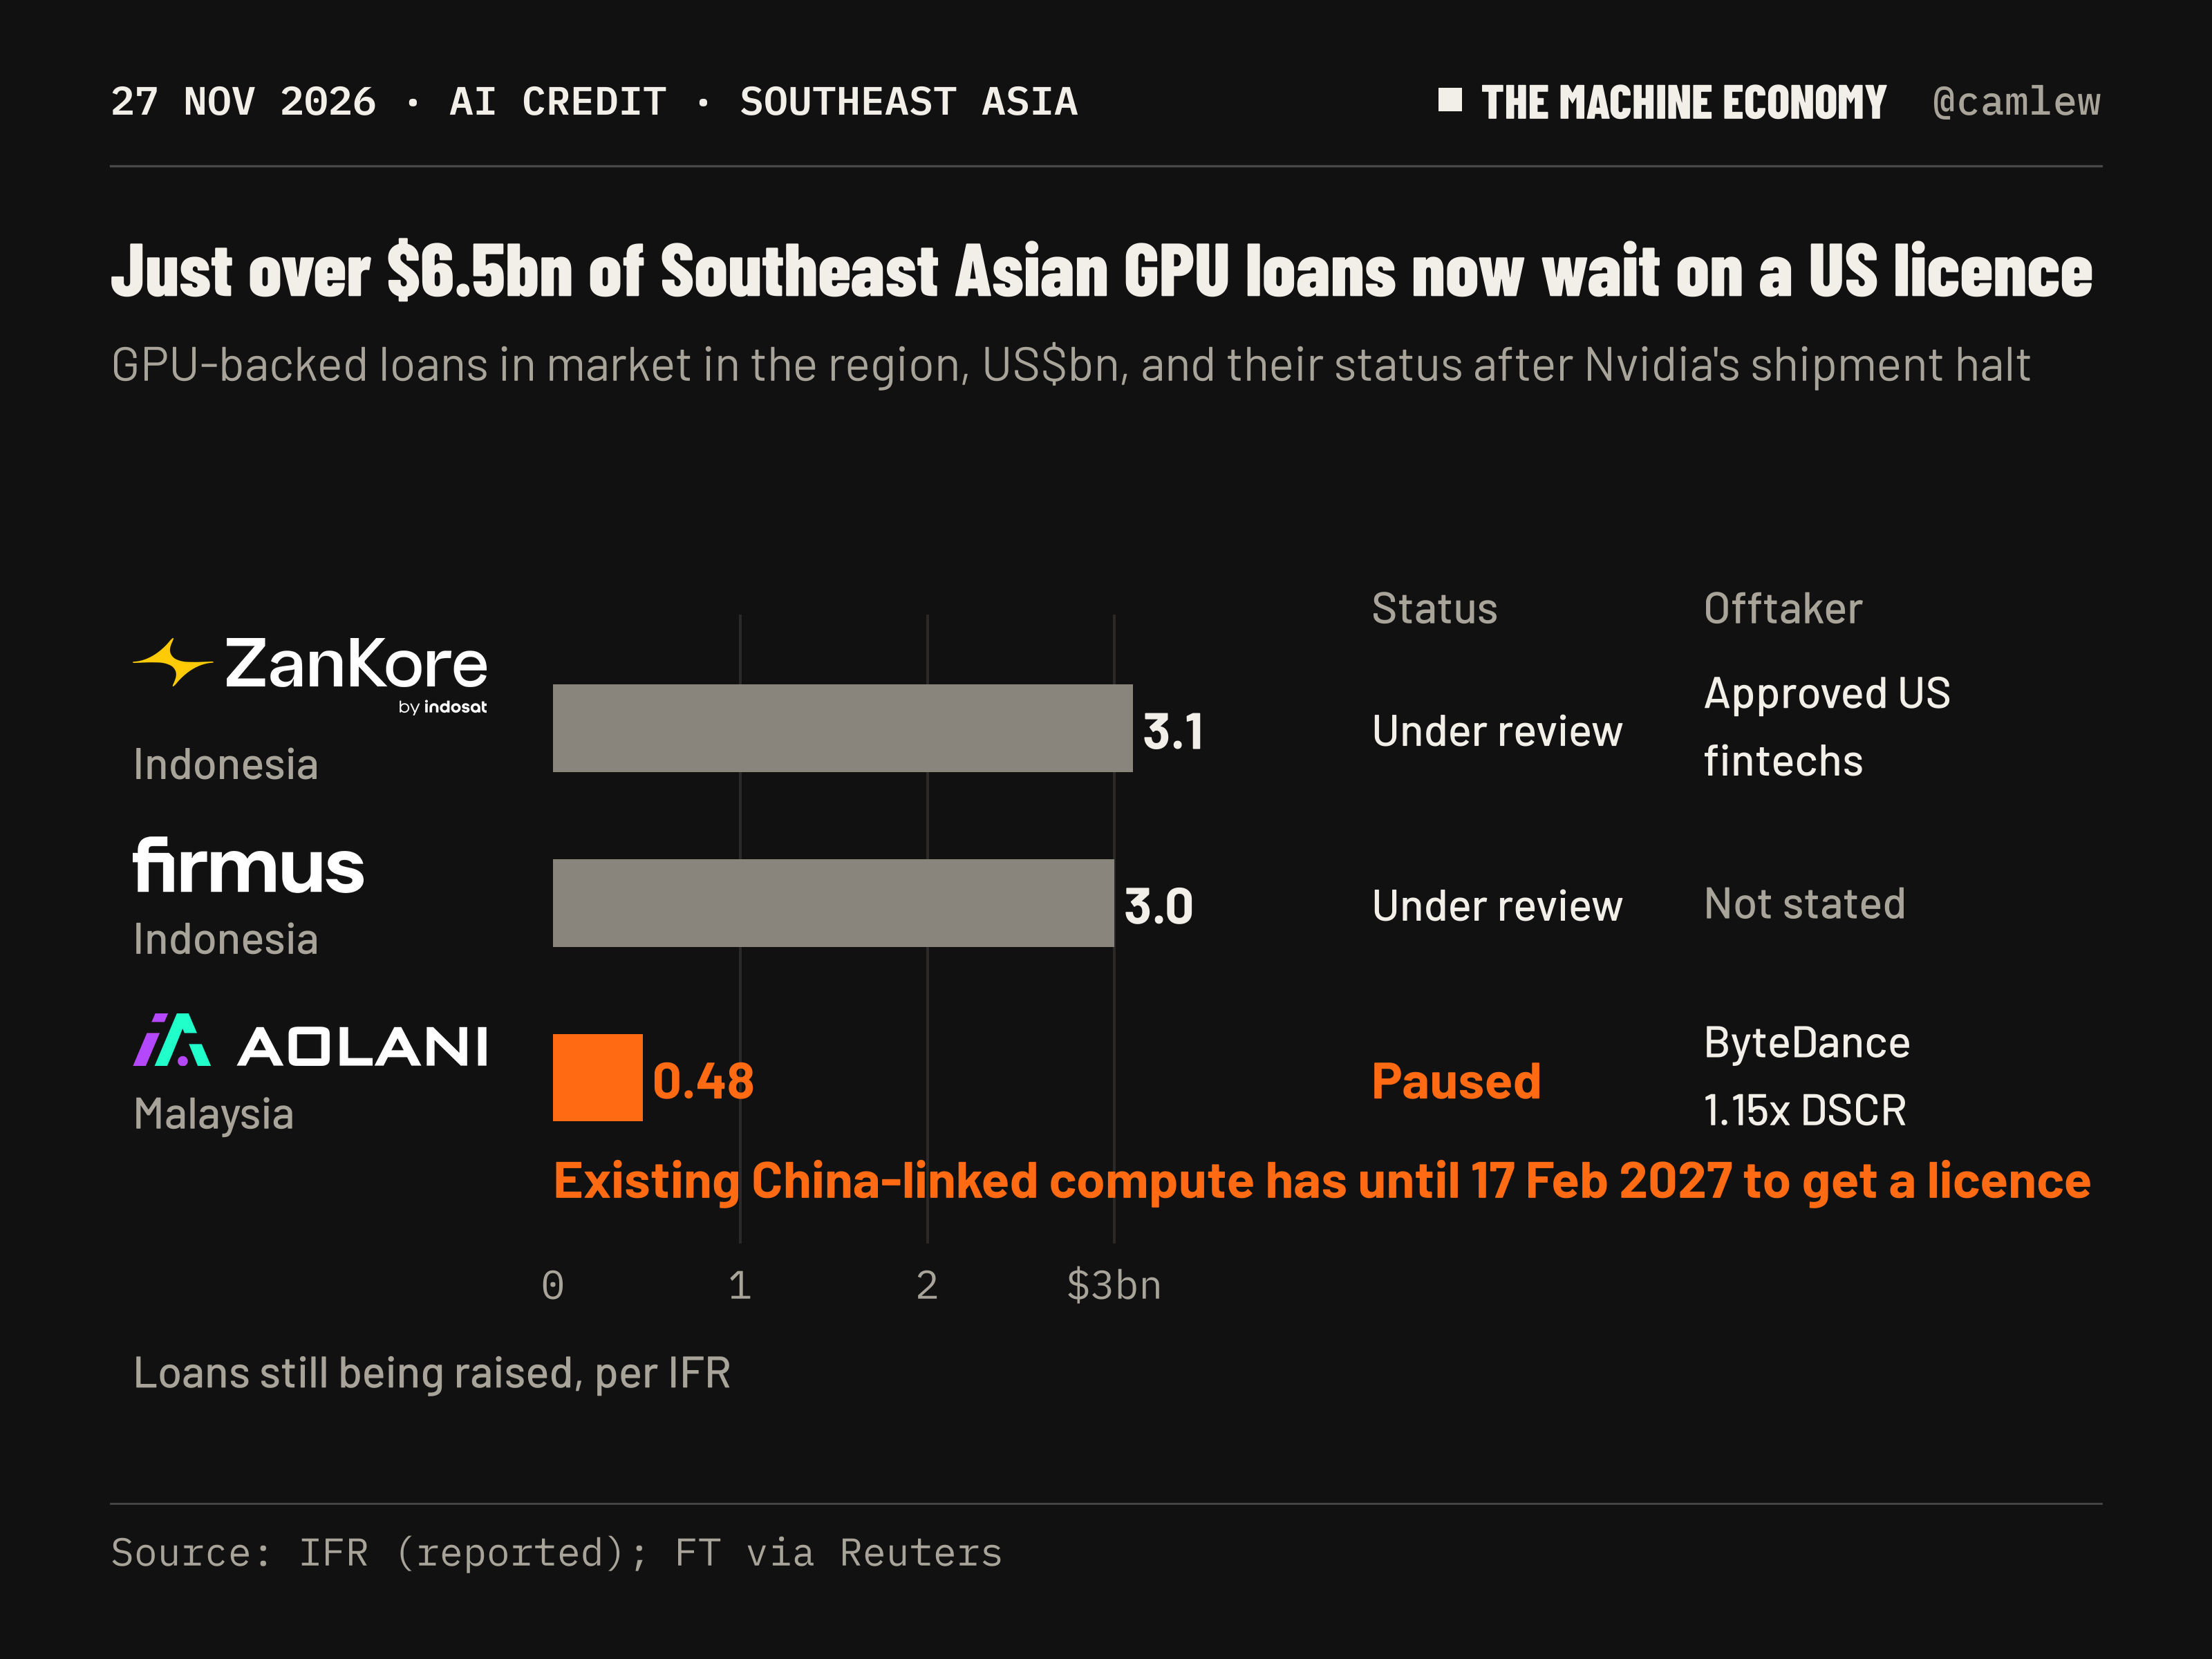 27 NOV 2026 · AI CREDIT · SOUTHEAST ASIA
THE MACHINE ECONOMY @camlew
Just over $6.5bn of Southeast Asian GPU loans now wait on a US licence
GPU-backed loans in market in the region, US$bn, and their status after Nvidia's shipment halt
Status
Offtaker
ZanKore
by indosat
Indonesia
3.1
Under review
Approved US
fintechs
firmus
Indonesia
3.0
Under review
Not stated
AOLANI
Malaysia
0.48
Paused
ByteDance
1.15x DSCR
Existing China-linked compute has until 17 Feb 2027 to get a licence
0 1 2 $3bn
Loans still being raised, per IFR
Source: IFR (reported); FT via Reuters